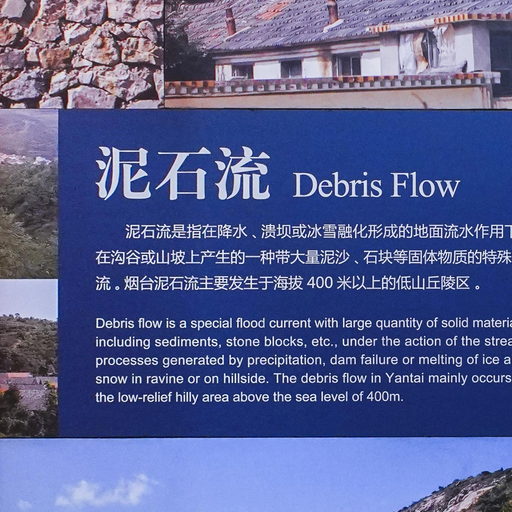 泥石流 Debris Flow
泥石流是指在降水、溃坝或冰雪融化形成的地面流水作用下
在沟谷或山坡上产生的一种带大量泥沙、石块等固体物质的特殊
流。烟台泥石流主要发生于海拔 400 米以上的低山丘陵区。
Debris flow is a special flood current with large quantity of solid materia
including sediments, stone blocks, etc., under the action of the strea
processes generated by precipitation, dam failure or melting of ice a
snow in ravine or on hillside. The debris flow in Yantai mainly occurs
the low-relief hilly area above the sea level of 400m.